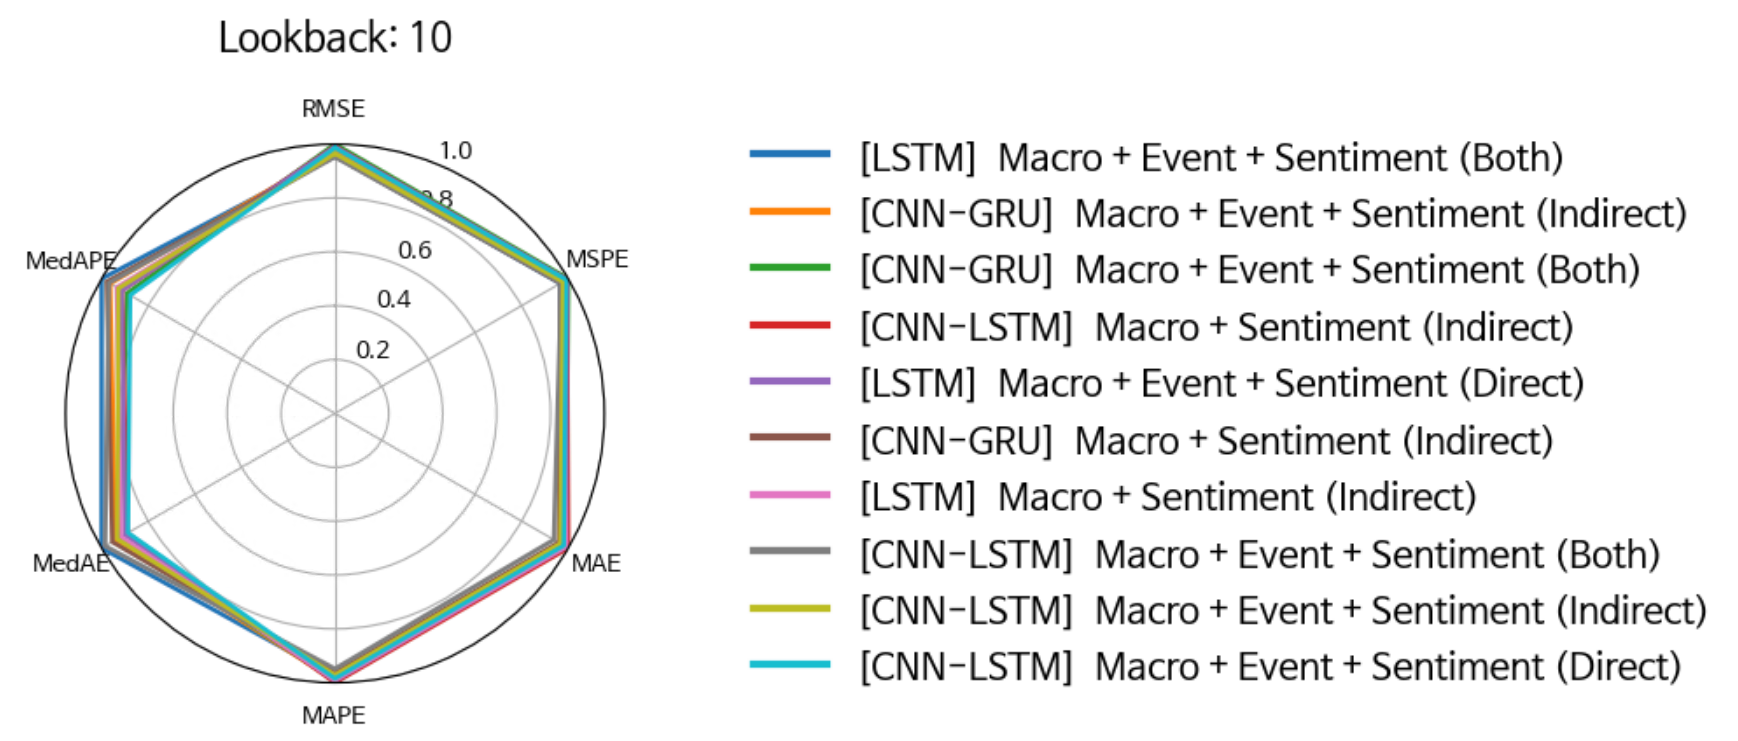 Lookback: 10
RMSE
1.0
0.8
0.6
0.4
0.2
MedAPE
MSPE
MedAE
MAE
MAPE
[LSTM] Macro + Event + Sentiment (Both)
[CNN-GRU] Macro + Event + Sentiment (Indirect)
[CNN-GRU] Macro + Event + Sentiment (Both)
[CNN-LSTM] Macro + Sentiment (Indirect)
[LSTM] Macro + Event + Sentiment (Direct)
[CNN-GRU] Macro + Sentiment (Indirect)
[LSTM] Macro + Sentiment (Indirect)
[CNN-LSTM] Macro + Event + Sentiment (Both)
[CNN-LSTM] Macro + Event + Sentiment (Indirect)
[CNN-LSTM] Macro + Event + Sentiment (Direct)